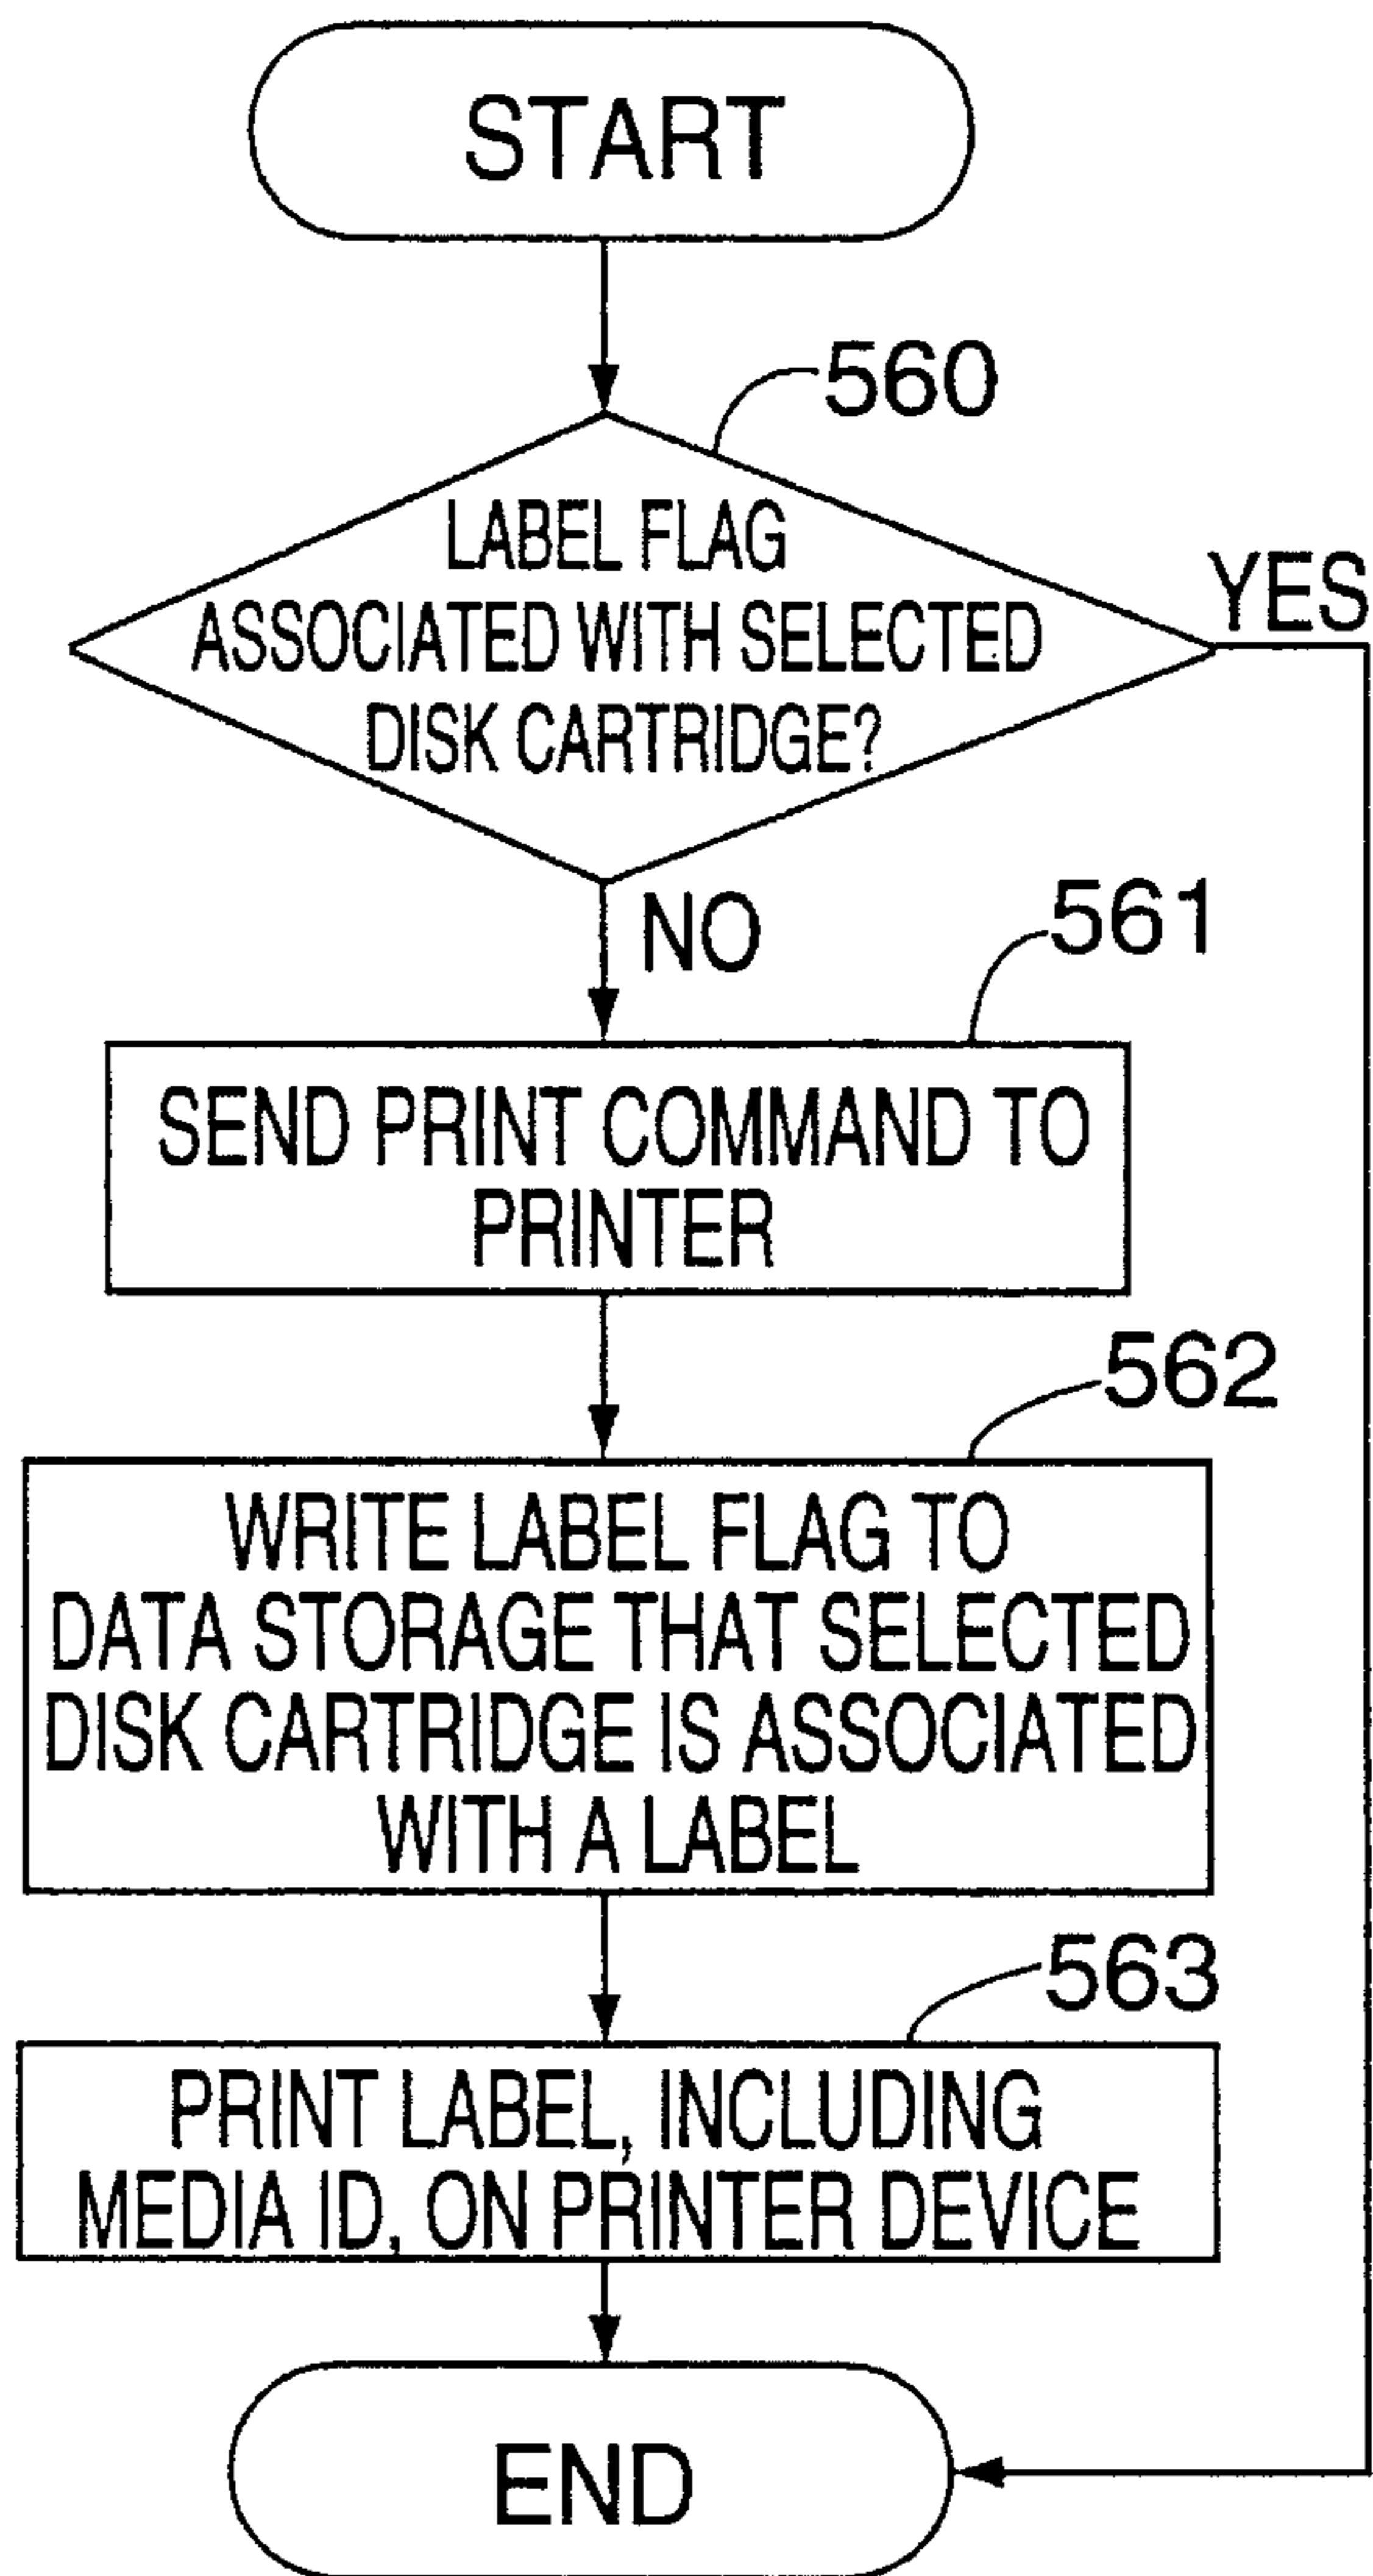 START
560
LABEL FLAG
ASSOCIATED WITH SELECTED
DISK CARTRIDGE?
YES
NO
561
SEND PRINT COMMAND TO
PRINTER
562
WRITE LABEL FLAG TO
DATA STORAGE THAT SELECTED
DISK CARTRIDGE IS ASSOCIATED
WITH A LABEL
563
PRINT LABEL, INCLUDING
MEDIA ID, ON PRINTER DEVICE
END